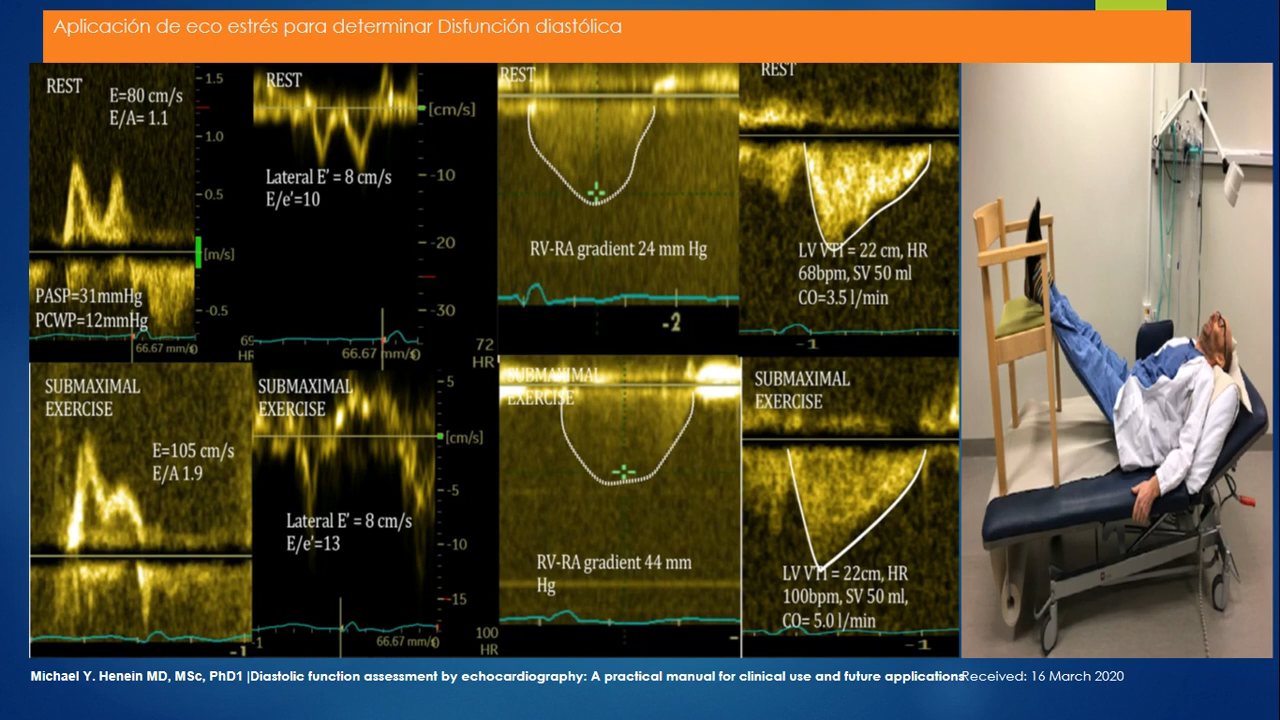 Aplicación de eco estrés para determinar Disfunción diastólica
REST
E=80 cm/s
E/A= 1.1
1.5
1.0
0.5
[m/s]
-0.5
PASP=31mmHg
PCWP=12mmHg
66.67 mm/s
REST
[cm/s]
Lateral E' = 8 cm/s
E/e'=10
-10
-20
-30
66.67 mm/s
72
HR
REST
RV-RA gradient 24 mm Hg
-2
REST
LV VTI = 22 cm, HR
68bpm, SV 50 ml
CO=3.5 l/min
-1
SUBMAXIMAL
EXERCISE
E=105 cm/s
E/A 1.9
-1
SUBMAXIMAL
EXERCISE
5
[cm/s]
-5
Lateral E' = 8 cm/s
E/e'=13
-10
-15
-1
66.67 mm/s
100
HR
SUBMAXIMAL
EXERCISE
RV-RA gradient 44 mm
Hg
SUBMAXIMAL
EXERCISE
LV VTI = 22cm, HR
100bpm, SV 50 ml,
CO= 5.0 l/min
-1
Michael Y. Henein MD, MSc, PhD1 |Diastolic function assessment by echocardiography: A practical manual for clinical use and future applications
Received: 16 March 2020